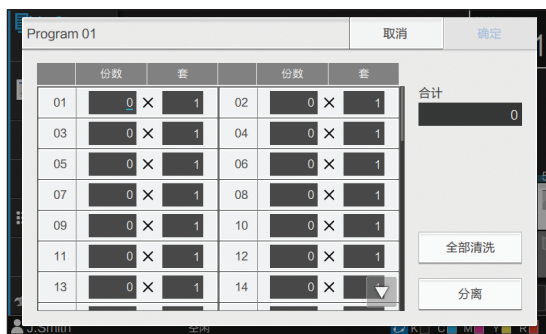 Program 01 取消 确定
份数 套 份数 套 合计
0
01 0 × 1 02 0 × 1
03 0 × 1 04 0 × 1
05 0 × 1 06 0 × 1
07 0 × 1 08 0 × 1
09 0 × 1 10 0 × 1
11 0 × 1 12 0 × 1
全部清洗
13 0 × 1 14 0 ×
分离
J.Smith 空闲 K C M Y R